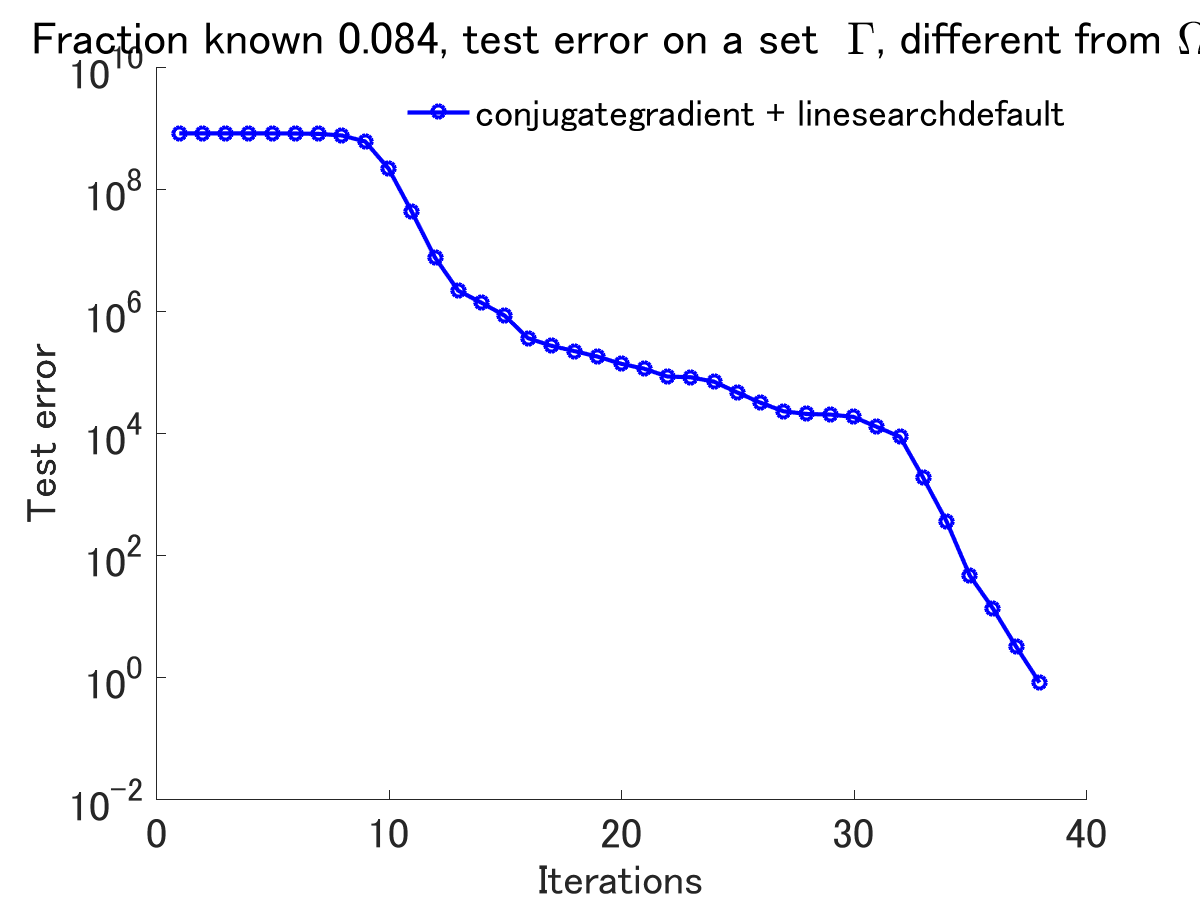 Fraction known 0.084, test error on a set Γ, different from Ω
10^10
conjugategradient + linesearchdefault
10^8
10^6
10^4
10^2
10^0
10^-2
Test error
0 10 20 30 40
Iterations